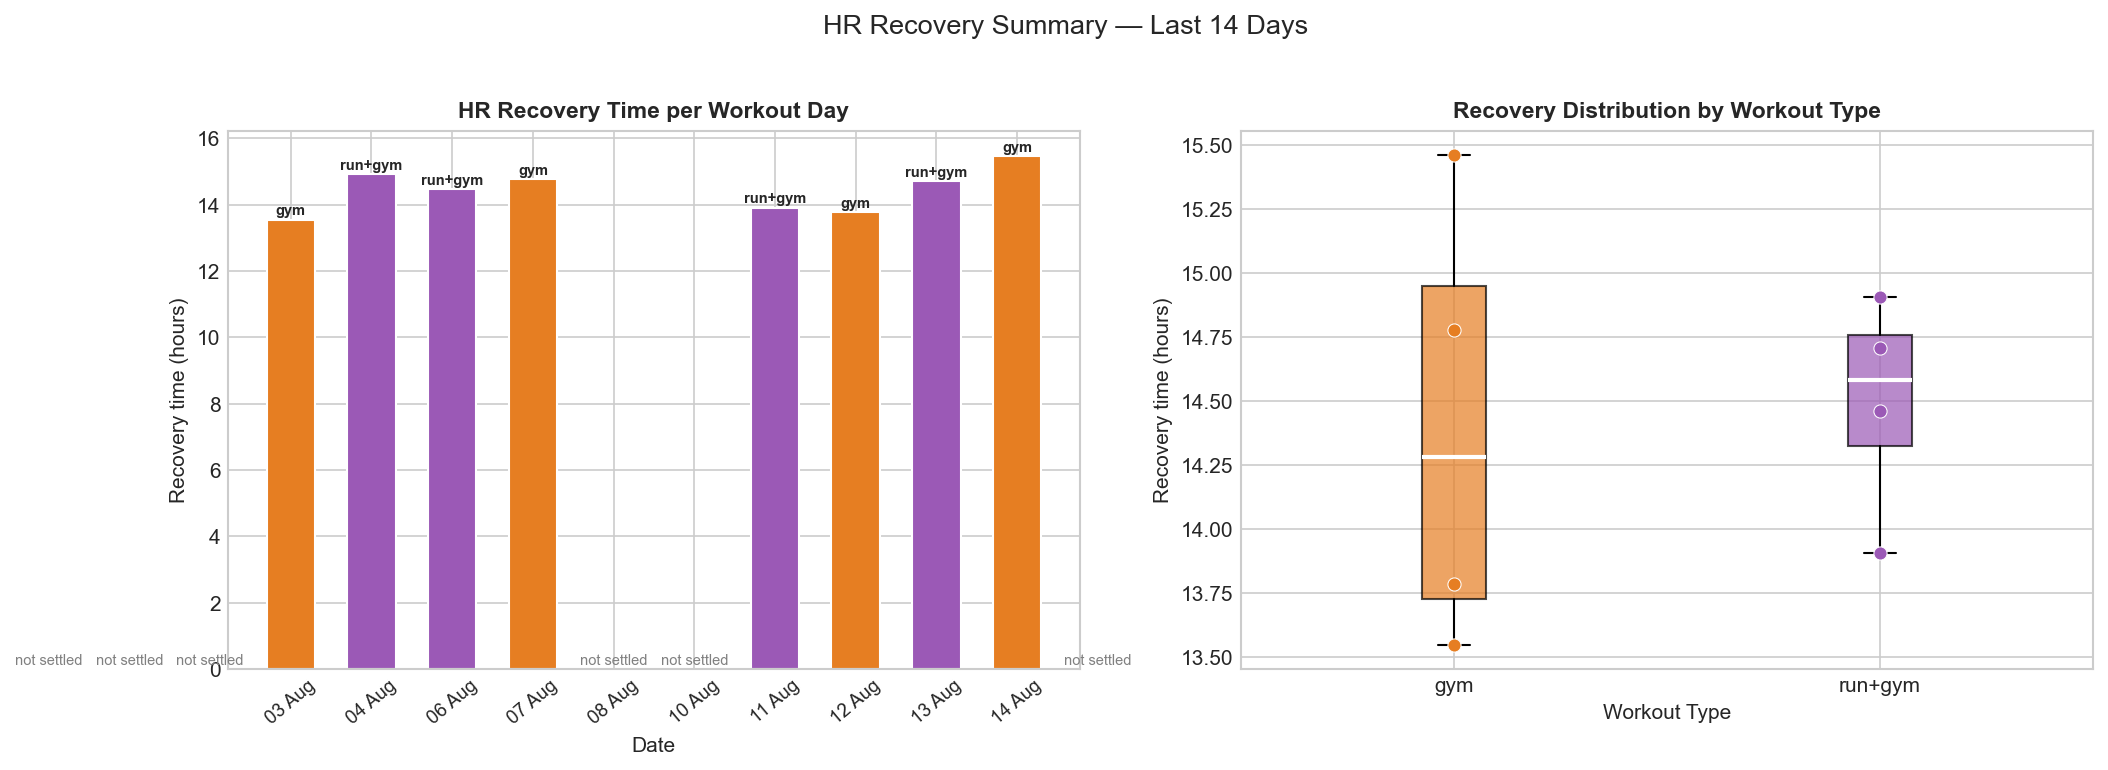 HR Recovery Summary — Last 14 Days
HR Recovery Time per Workout Day
Recovery time (hours)
16
14
12
10
8
6
4
2
0
gym
run+gym
run+gym
gym
run+gym
gym
run+gym
gym
not settled
not settled
not settled
not settled
not settled
not settled
03 Aug
04 Aug
06 Aug
07 Aug
08 Aug
10 Aug
11 Aug
12 Aug
13 Aug
14 Aug
Date
Recovery Distribution by Workout Type
Recovery time (hours)
15.50
15.25
15.00
14.75
14.50
14.25
14.00
13.75
13.50
gym
run+gym
Workout Type